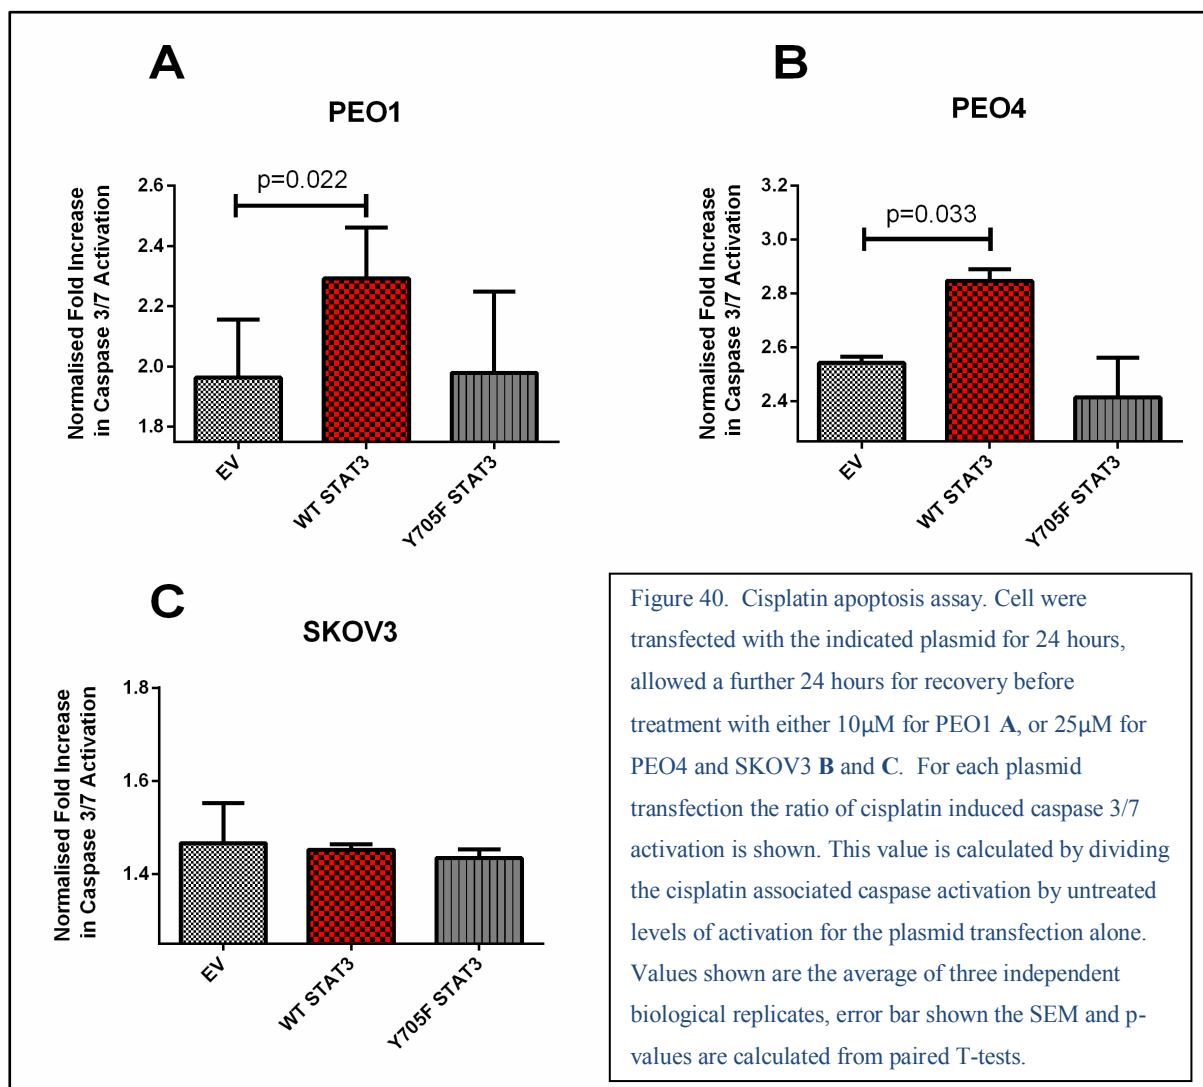 A
PEO1
Normalised Fold Increase
in Caspase 3/7 Activation
2.6
2.4
2.2
2.0
1.8
p=0.022
EV
WT STAT3
Y705F STAT3
B
PEO4
Normalised Fold Increase
in Caspase 3/7 Activation
3.2
3.0
2.8
2.6
2.4
p=0.033
EV
WT STAT3
Y705F STAT3
C
SKOV3
Normalised Fold Increase
in Caspase 3/7 Activation
1.8
1.6
1.4
EV
WT STAT3
Y705F STAT3
Figure 40.  Cisplatin apoptosis assay. Cell were
transfected with the indicated plasmid for 24 hours,
allowed a further 24 hours for recovery before
treatment with either 10μM for PEO1 A, or 25μM for
PEO4 and SKOV3 B and C.  For each plasmid
transfection the ratio of cisplatin induced caspase 3/7
activation is shown. This value is calculated by dividing
the cisplatin associated caspase activation by untreated
levels of activation for the plasmid transfection alone.
Values shown are the average of three independent
biological replicates, error bar shown the SEM and p-
values are calculated from paired T-tests.